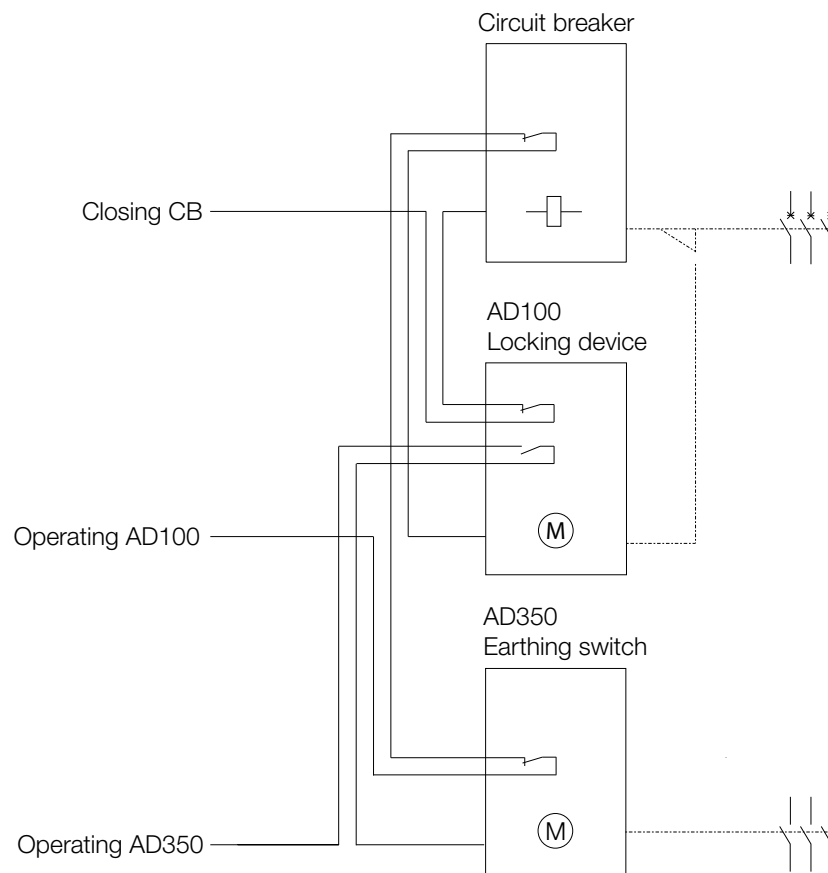 Circuit breaker
Closing CB
AD100
Locking device
M
Operating AD100
AD350
Earthing switch
M
Operating AD350